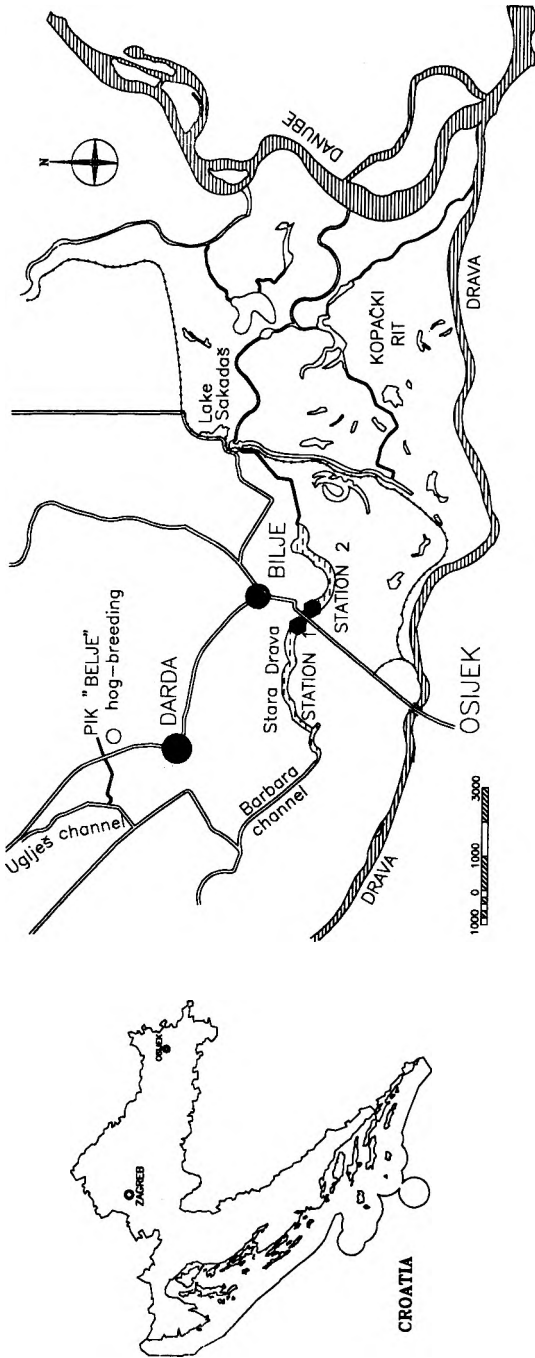 ZAGREB
OSIJEK
CROATIA
N
DANUBE
Lake
Sakadaš
KOPAČKI
RIT
DRAVA
PIK "BELJE"
hog-breeding
DARDA
BILJE
Uglješ channel
Stara Drava
STATION 1
STATION 2
Barbara
channel
OSIJEK
DRAVA
1000 0 1000 3000